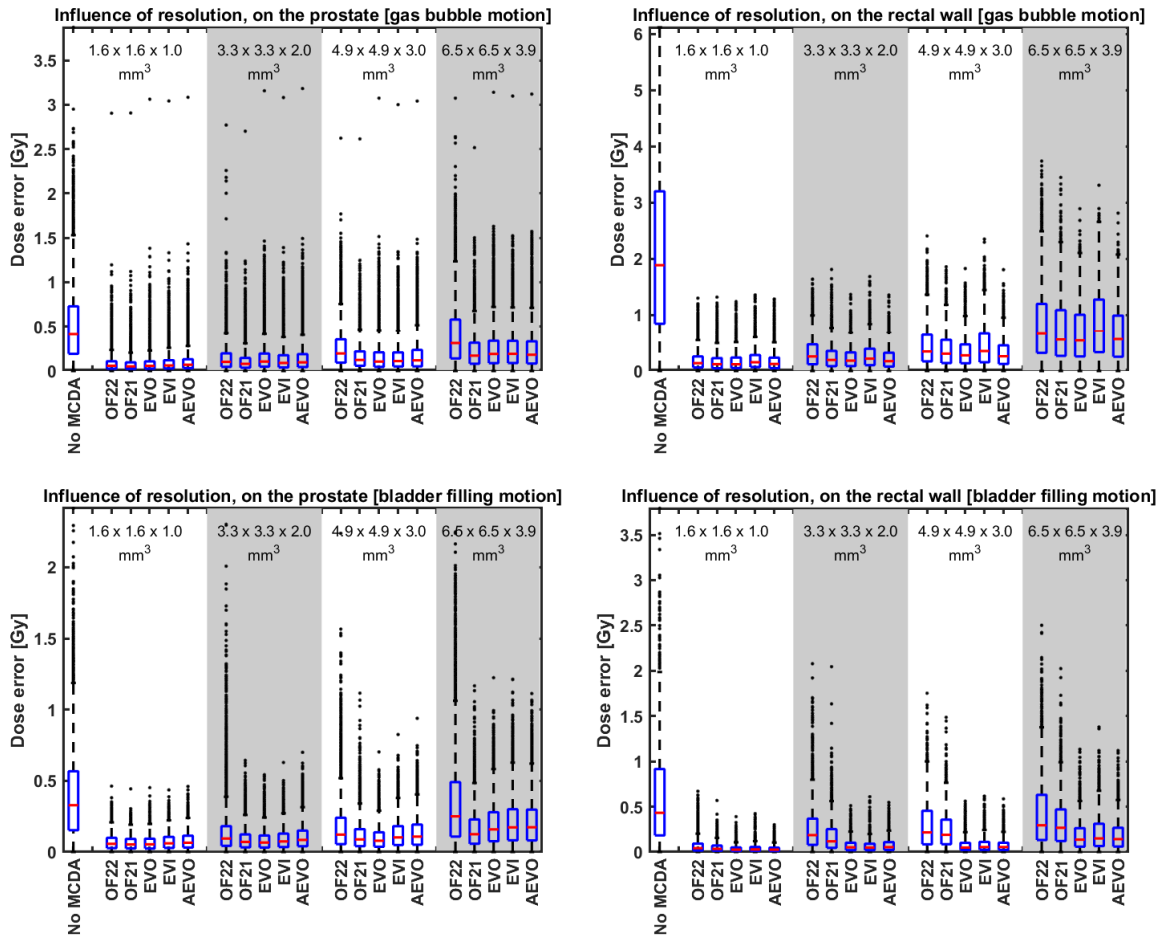 Influence of resolution, on the prostate [gas bubble motion]
1.6 x 1.6 x 1.0 3.3 x 3.3 x 2.0 4.9 x 4.9 x 3.0 6.5 x 6.5 x 3.9
mm³ mm³ mm³ mm³
Dose error [Gy]
3.5
3
2.5
2
1.5
1
0.5
0
No MCDA OF22 OF21 EVO EVI AEVO OF22 OF21 EVO EVI AEVO OF22 OF21 EVO EVI AEVO OF22 OF21 EVO EVI AEVO
Influence of resolution, on the rectal wall [gas bubble motion]
1.6 x 1.6 x 1.0 3.3 x 3.3 x 2.0 4.9 x 4.9 x 3.0 6.5 x 6.5 x 3.9
mm³ mm³ mm³ mm³
Dose error [Gy]
6
5
4
3
2
1
0
No MCDA OF22 OF21 EVO EVI AEVO OF22 OF21 EVO EVI AEVO OF22 OF21 EVO EVI AEVO OF22 OF21 EVO EVI AEVO
Influence of resolution, on the prostate [bladder filling motion]
1.6 x 1.6 x 1.0 3.3 x 3.3 x 2.0 4.9 x 4.9 x 3.0 6.5 x 6.5 x 3.9
mm³ mm³ mm³ mm³
Dose error [Gy]
2
1.5
1
0.5
0
No MCDA OF22 OF21 EVO EVI AEVO OF22 OF21 EVO EVI AEVO OF22 OF21 EVO EVI AEVO OF22 OF21 EVO EVI AEVO
Influence of resolution, on the rectal wall [bladder filling motion]
1.6 x 1.6 x 1.0 3.3 x 3.3 x 2.0 4.9 x 4.9 x 3.0 6.5 x 6.5 x 3.9
mm³ mm³ mm³ mm³
Dose error [Gy]
3.5
3
2.5
2
1.5
1
0.5
0
No MCDA OF22 OF21 EVO EVI AEVO OF22 OF21 EVO EVI AEVO OF22 OF21 EVO EVI AEVO OF22 OF21 EVO EVI AEVO